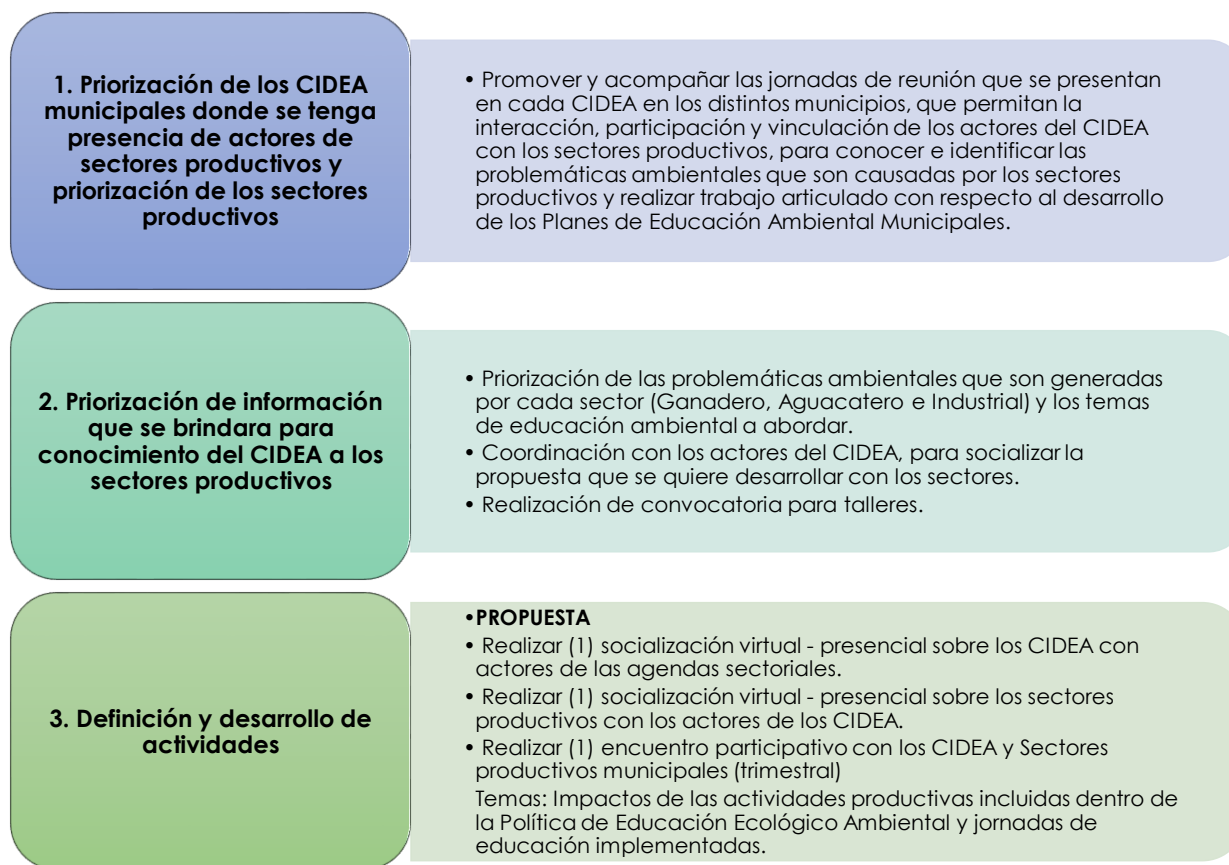 1. Priorización de los CIDEA
municipales donde se tenga
presencia de actores de
sectores productivos y
priorización de los sectores
productivos
• Promover y acompañar las jornadas de reunión que se presentan
en cada CIDEA en los distintos municipios, que permitan la
interacción, participación y vinculación de los actores del CIDEA
con los sectores productivos, para conocer e identificar las
problemáticas ambientales que son causadas por los sectores
productivos y realizar trabajo articulado con respecto al desarrollo
de los Planes de Educación Ambiental Municipales.
2. Priorización de información
que se brindara para
conocimiento del CIDEA a los
sectores productivos
• Priorización de las problemáticas ambientales que son generadas
por cada sector (Ganadero, Aguacatero e Industrial) y los temas
de educación ambiental a abordar.
• Coordinación con los actores del CIDEA, para socializar la
propuesta que se quiere desarrollar con los sectores.
• Realización de convocatoria para talleres.
3. Definición y desarrollo de
actividades
•PROPUESTA
• Realizar (1) socialización virtual - presencial sobre los CIDEA con
actores de las agendas sectoriales.
• Realizar (1) socialización virtual - presencial sobre los sectores
productivos con los actores de los CIDEA.
• Realizar (1) encuentro participativo con los CIDEA y Sectores
productivos municipales (trimestral)
Temas: Impactos de las actividades productivas incluidas dentro de
la Política de Educación Ecológico Ambiental y jornadas de
educación implementadas.